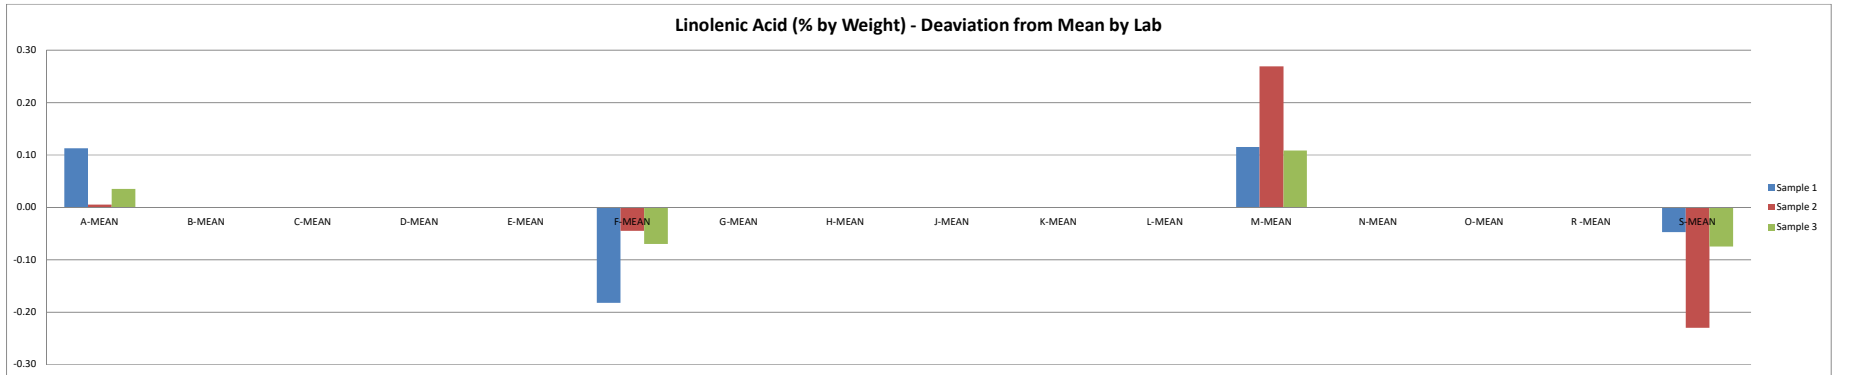 Linolenic Acid (% by Weight) - Deaviation from Mean by Lab
0.30
0.20
0.10
0.00
-0.10
-0.20
-0.30
A-MEAN B-MEAN C-MEAN D-MEAN E-MEAN F-MEAN G-MEAN H-MEAN J-MEAN K-MEAN L-MEAN M-MEAN N-MEAN O-MEAN R -MEAN S-MEAN
Sample 1
Sample 2
Sample 3